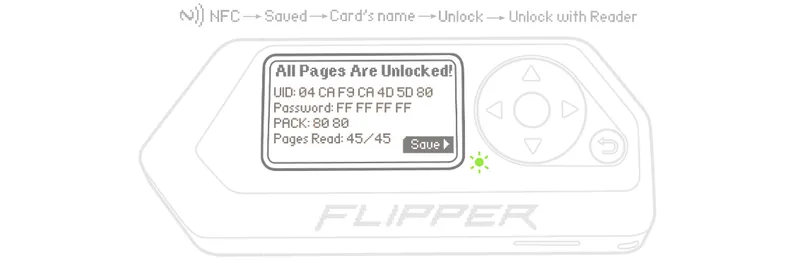 NFC → Saved → Card's name → Unlock → Unlock with Reader
All Pages Are Unlocked!
UID: 04 CA F9 CA 4D 5D 80
Password: FF FF FF FF
PACK: 80 80
Pages Read: 45/45
Save
FLIPPER